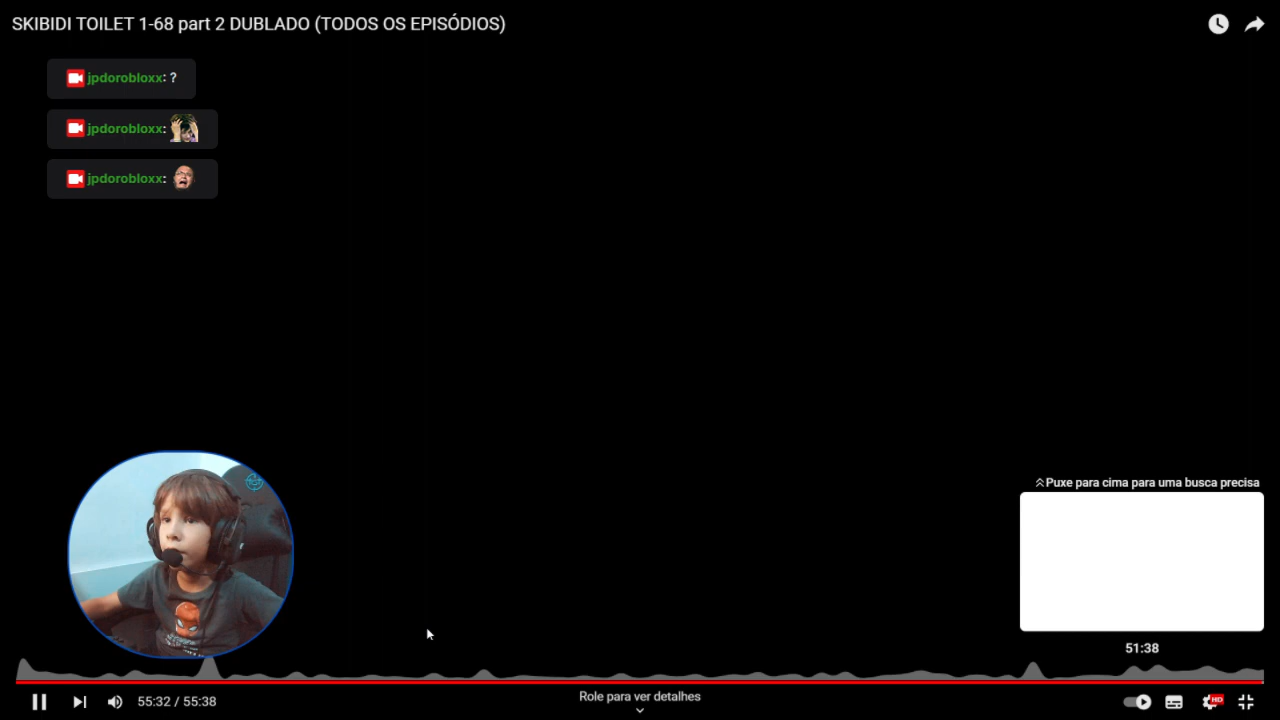 SKIBIDI TOILET 1-68 part 2 DUBLADO (TODOS OS EPISÓDIOS)
jpdorobloxx: ?
jpdorobloxx:
jpdorobloxx:
Puxe para cima para uma busca precisa
51:38
55:32 / 55:38
Role para ver detalhes
HD